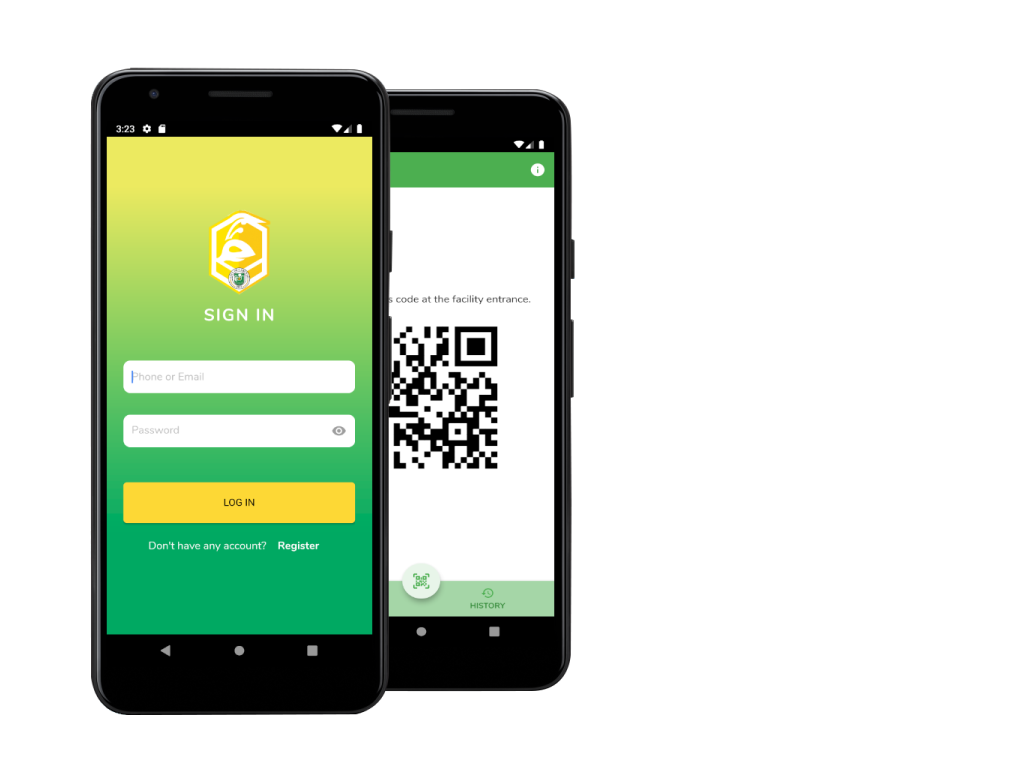 3:23
SIGN IN
Phone or Email
Password
LOG IN
Don't have any account? Register
s code at the facility entrance.
HISTORY